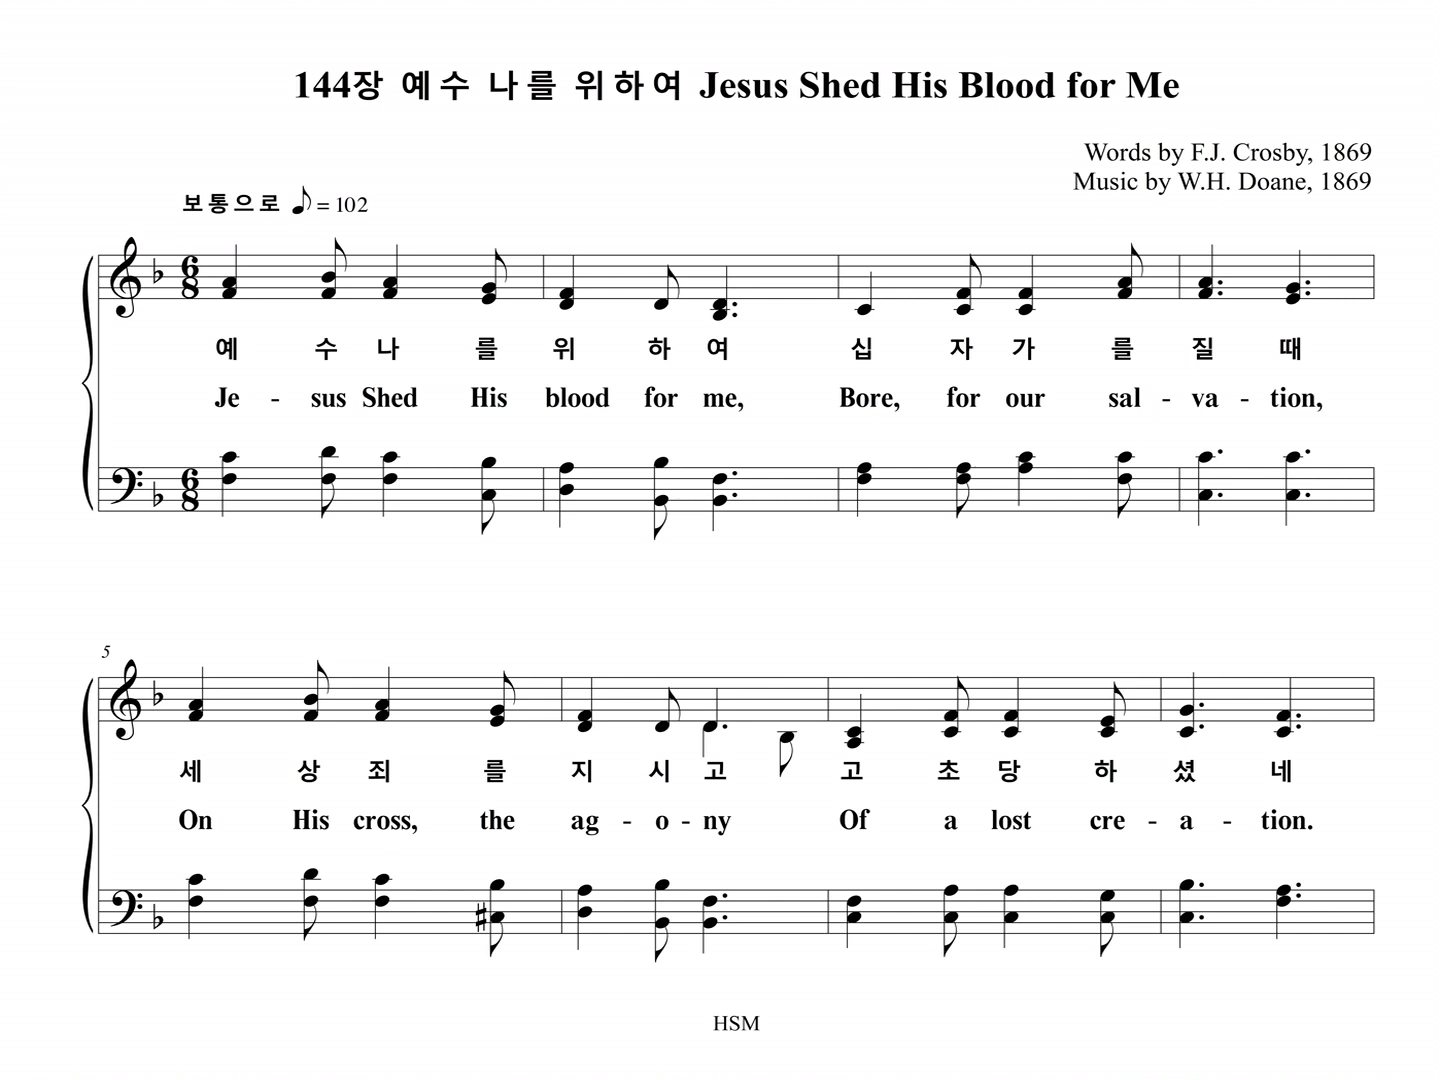 144장 예수 나를 위하여 Jesus Shed His Blood for Me
Words by F.J. Crosby, 1869
Music by W.H. Doane, 1869
보통으로 ♪ = 102
예 수 나 를 위 하 여 십 자 가 를 질 때
Je - sus Shed His blood for me, Bore, for our sal - va - tion,
5
세 상 죄 를 지 시 고 고 초 당 하 셨 네
On His cross, the ag - o - ny Of a lost cre - a - tion.
HSM